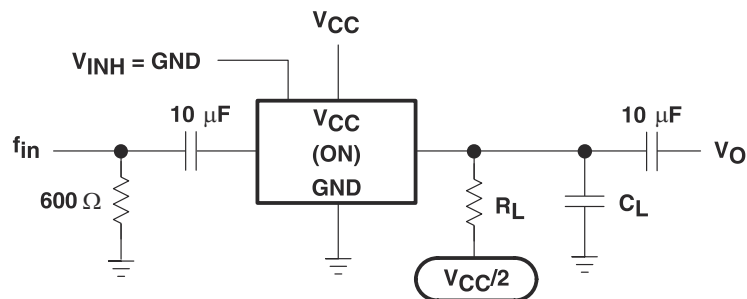 VCC
VINH = GND
10 μF
VCC
(ON)
GND
10 μF
fin
VO
600 Ω
RL
CL
VCC/2